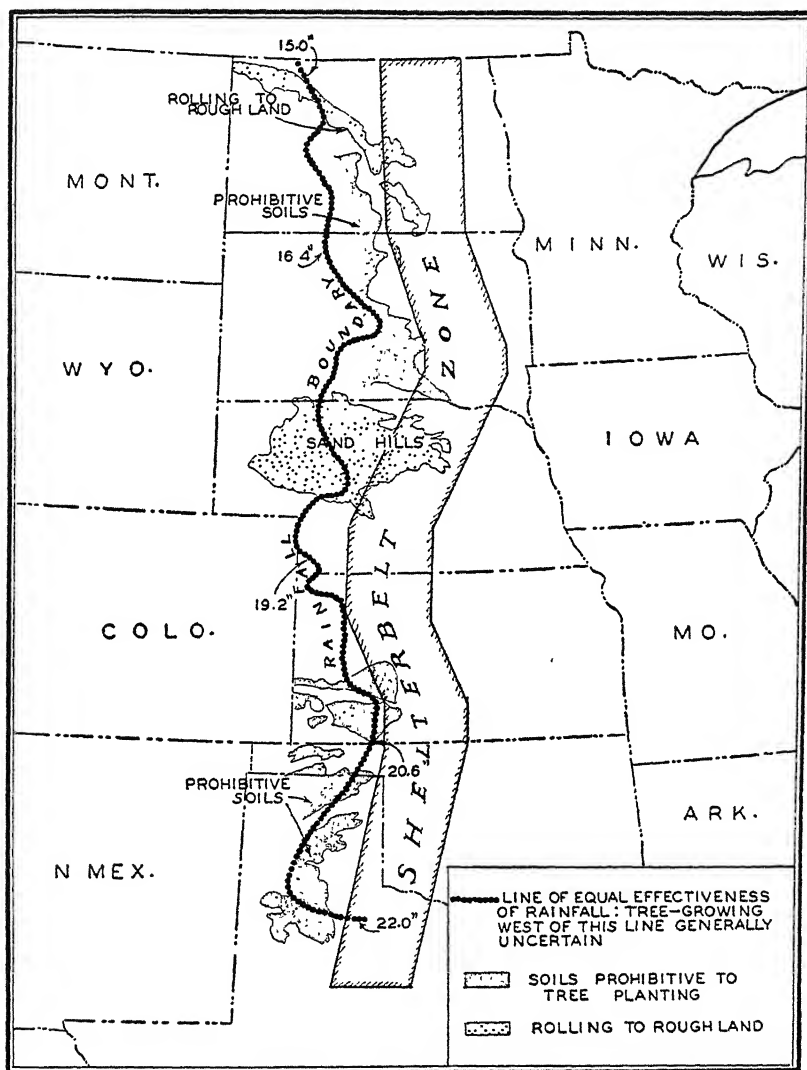 15.0"
ROLLING TO
ROUGH LAND
MONT.
PROHIBITIVE
SOILS
MINN.
WIS.
16.4"
ZONE
BOUNDARY
WYO.
SAND HILLS
IOWA
RAINFALL
19.2"
SHELTERBELT
COLO.
MO.
20.6
PROHIBITIVE
SOILS
ARK.
N MEX.
22.0"
LINE OF EQUAL EFFECTIVENESS
OF RAINFALL: TREE-GROWING
WEST OF THIS LINE GENERALLY
UNCERTAIN
SOILS PROHIBITIVE TO
TREE PLANTING
ROLLING TO ROUGH LAND